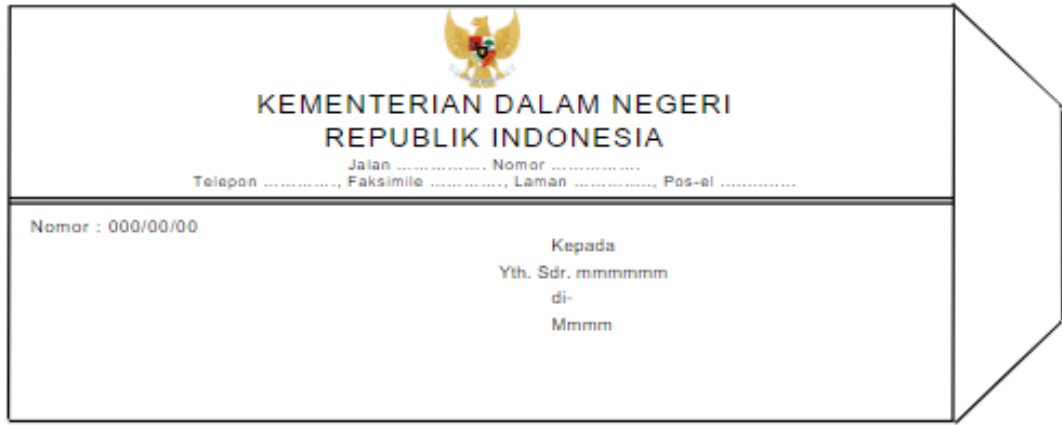 KEMENTERIAN DALAM NEGERI
REPUBLIK INDONESIA
Jalan ................ Nomor ................
Telepon ............., Faksimile ............., Laman ............., Pos-el .............
Nomor : 000/00/00
Kepada
Yth. Sdr. mmmmmm
di-
Mmmm